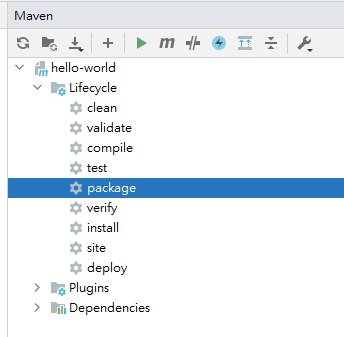 Maven
hello-world
Lifecycle
clean
validate
compile
test
package
verify
install
site
deploy
Plugins
Dependencies